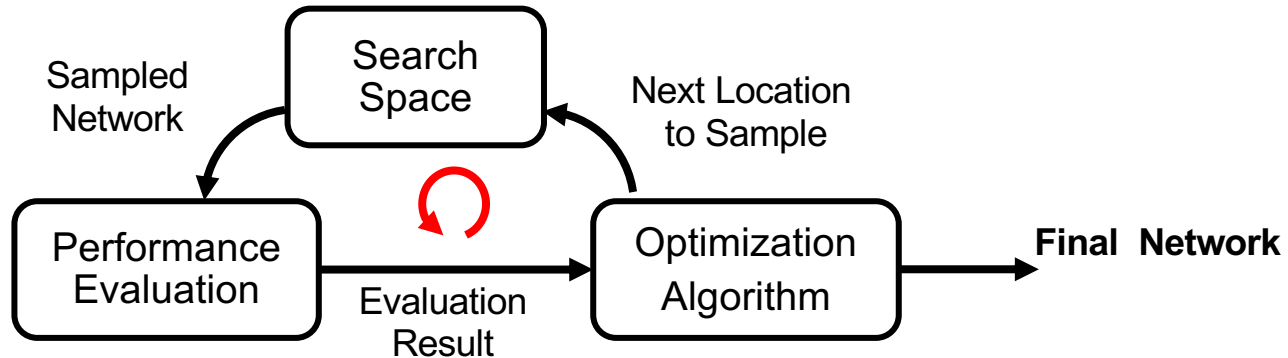 Search
Space
Sampled
Network
Next Location
to Sample
Performance
Evaluation
Evaluation
Result
Optimization
Algorithm
Final Network